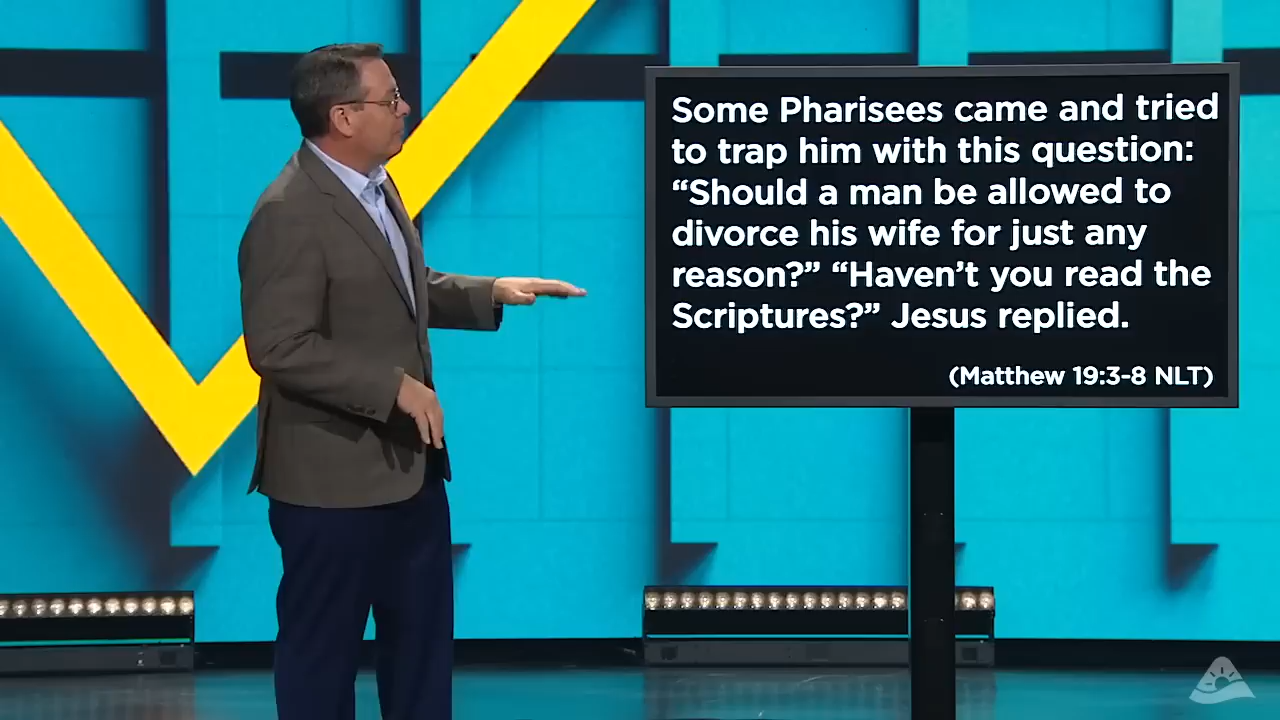 Some Pharisees came and tried
to trap him with this question:
“Should a man be allowed to
divorce his wife for just any
reason?” “Haven’t you read the
Scriptures?” Jesus replied.
(Matthew 19:3-8 NLT)